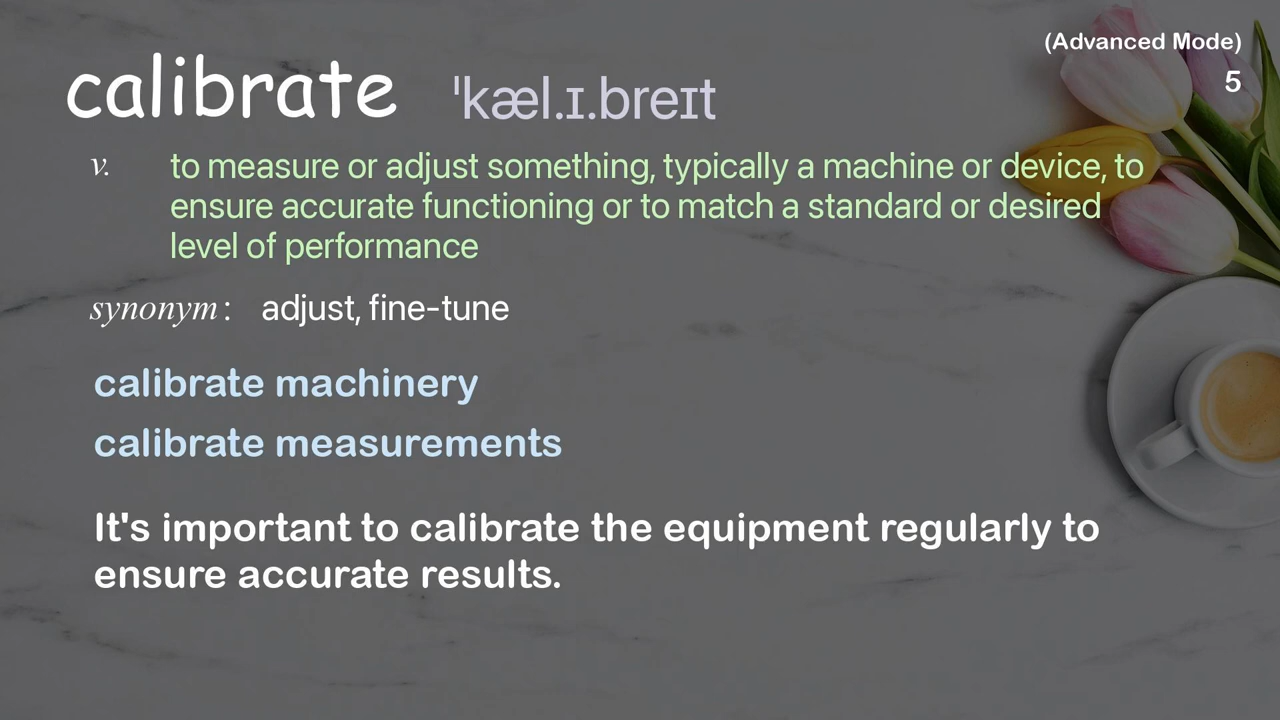 (Advanced Mode)
5
calibrate ˈkæl.ɪ.breɪt
v. to measure or adjust something, typically a machine or device, to
ensure accurate functioning or to match a standard or desired
level of performance
synonym: adjust, fine-tune
calibrate machinery
calibrate measurements
It's important to calibrate the equipment regularly to
ensure accurate results.